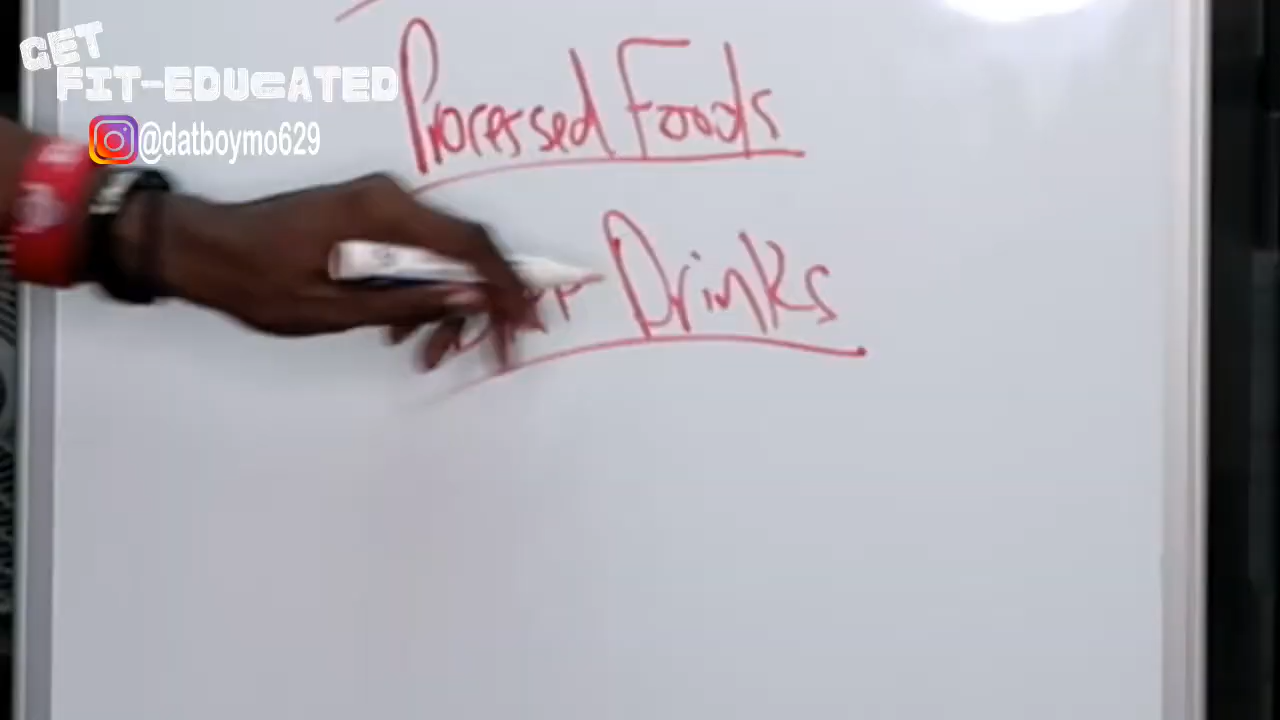 GET
FIT-EDUCATED
@datboymo629
Processed Foods
Drinks